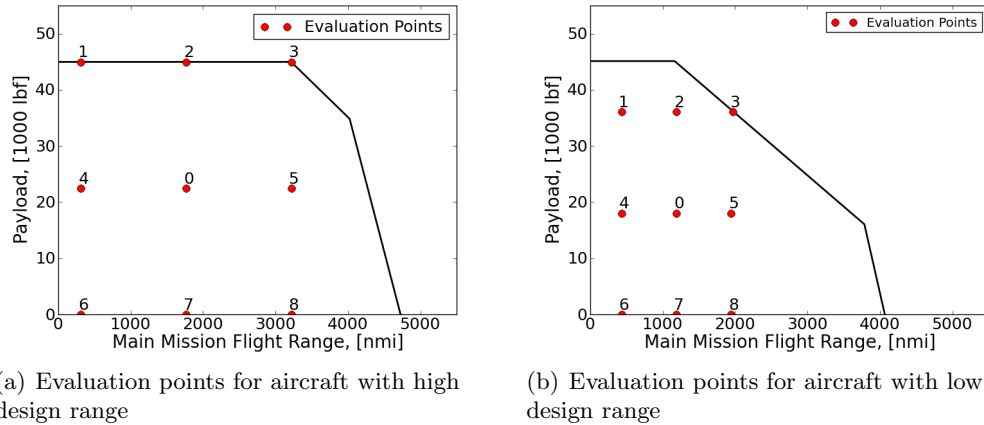 Evaluation Points
50
40
30
20
10
0
Payload, [1000 lbf]
1 2 3
4 0 5
6 7 8
0 1000 2000 3000 4000 5000
Main Mission Flight Range, [nmi]
(a) Evaluation points for aircraft with high
design range
Evaluation Points
50
40
30
20
10
0
Payload, [1000 lbf]
1 2 3
4 0 5
6 7 8
0 1000 2000 3000 4000 5000
Main Mission Flight Range, [nmi]
(b) Evaluation points for aircraft with low
design range